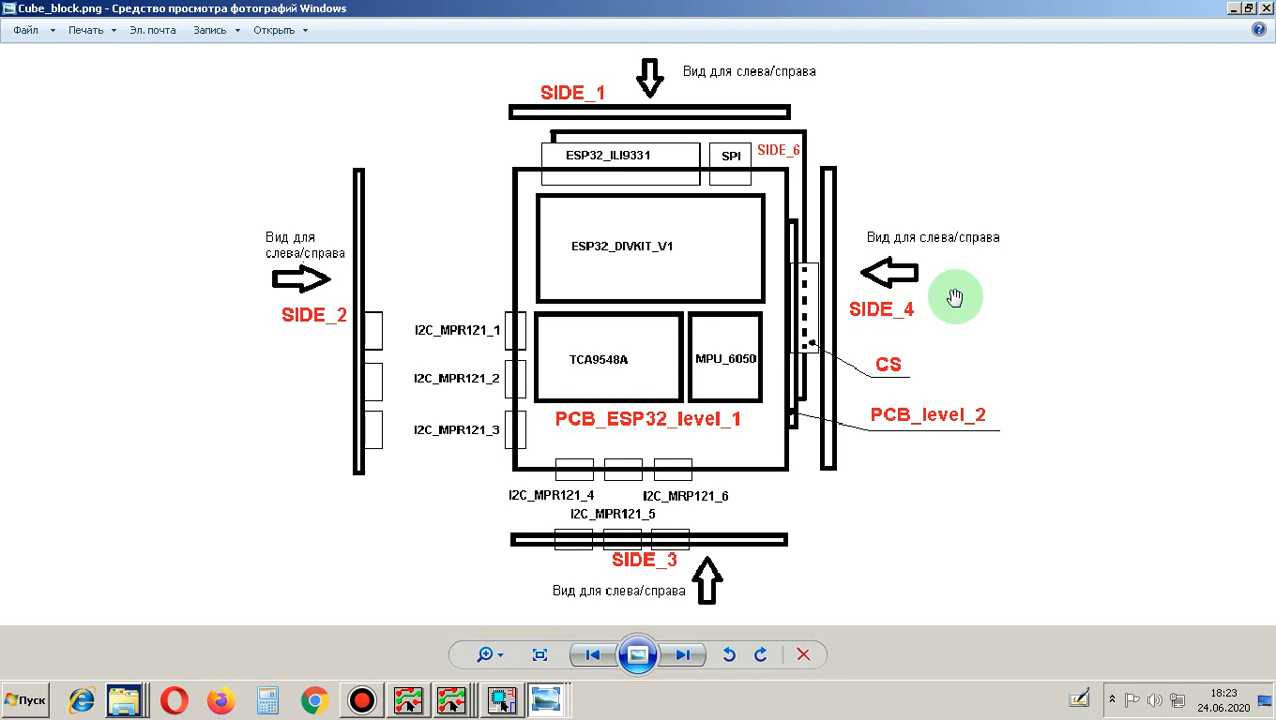 Cube_block.png - Средство просмотра фотографий Windows
Файл Печать Эл. почта Запись Открыть
Вид для слева/справа
SIDE_1
ESP32_ILI9331
SPI
SIDE_6
ESP32_DIVKIT_V1
Вид для
слева/справа
Вид для слева/справа
SIDE_2
SIDE_4
I2C_MPR121_1
TCA9548A
MPU_6050
CS
I2C_MPR121_2
PCB_ESP32_level_1
PCB_level_2
I2C_MPR121_3
I2C_MPR121_4
I2C_MRP121_6
I2C_MPR121_5
SIDE_3
Вид для слева/справа
Пуск
18:23
24.06.2020